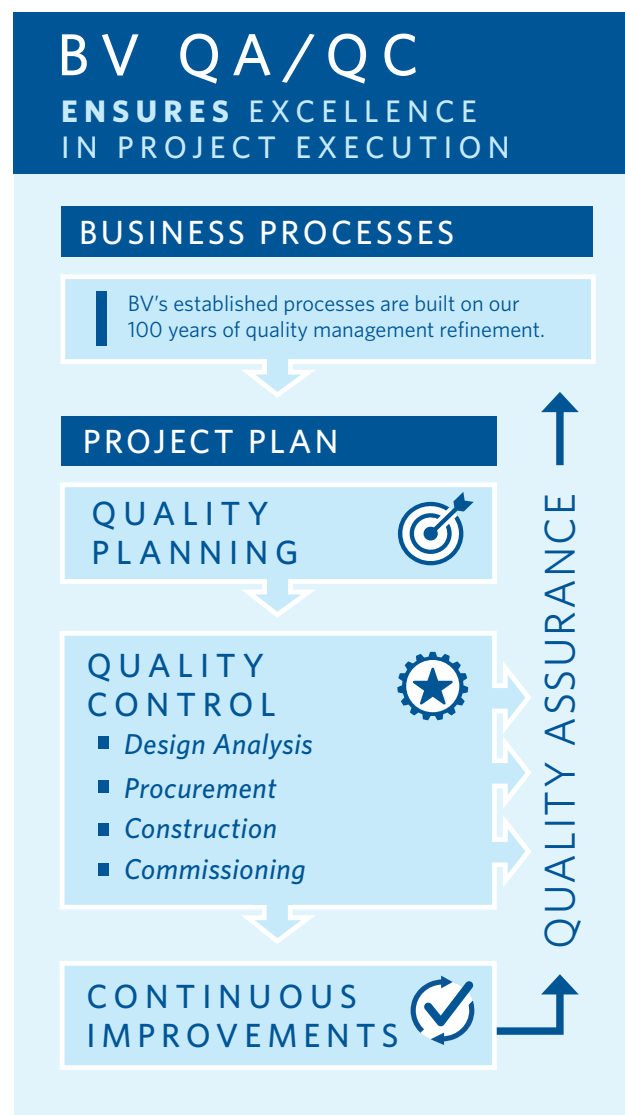 BV QA/QC
ENSURES EXCELLENCE
IN PROJECT EXECUTION
BUSINESS PROCESSES
BV’s established processes are built on our
100 years of quality management refinement.
PROJECT PLAN
QUALITY
PLANNING
QUALITY
CONTROL
Design Analysis
Procurement
Construction
Commissioning
CONTINUOUS
IMPROVEMENTS
QUALITY ASSURANCE